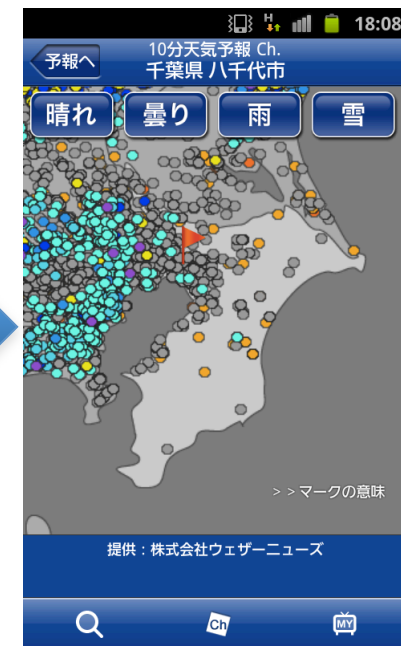 H 18:08
予報へ
10分天気予報 Ch.
千葉県 八千代市
晴れ 曇り 雨 雪
>>マークの意味
提供：株式会社ウェザーニューズ
Ch MY